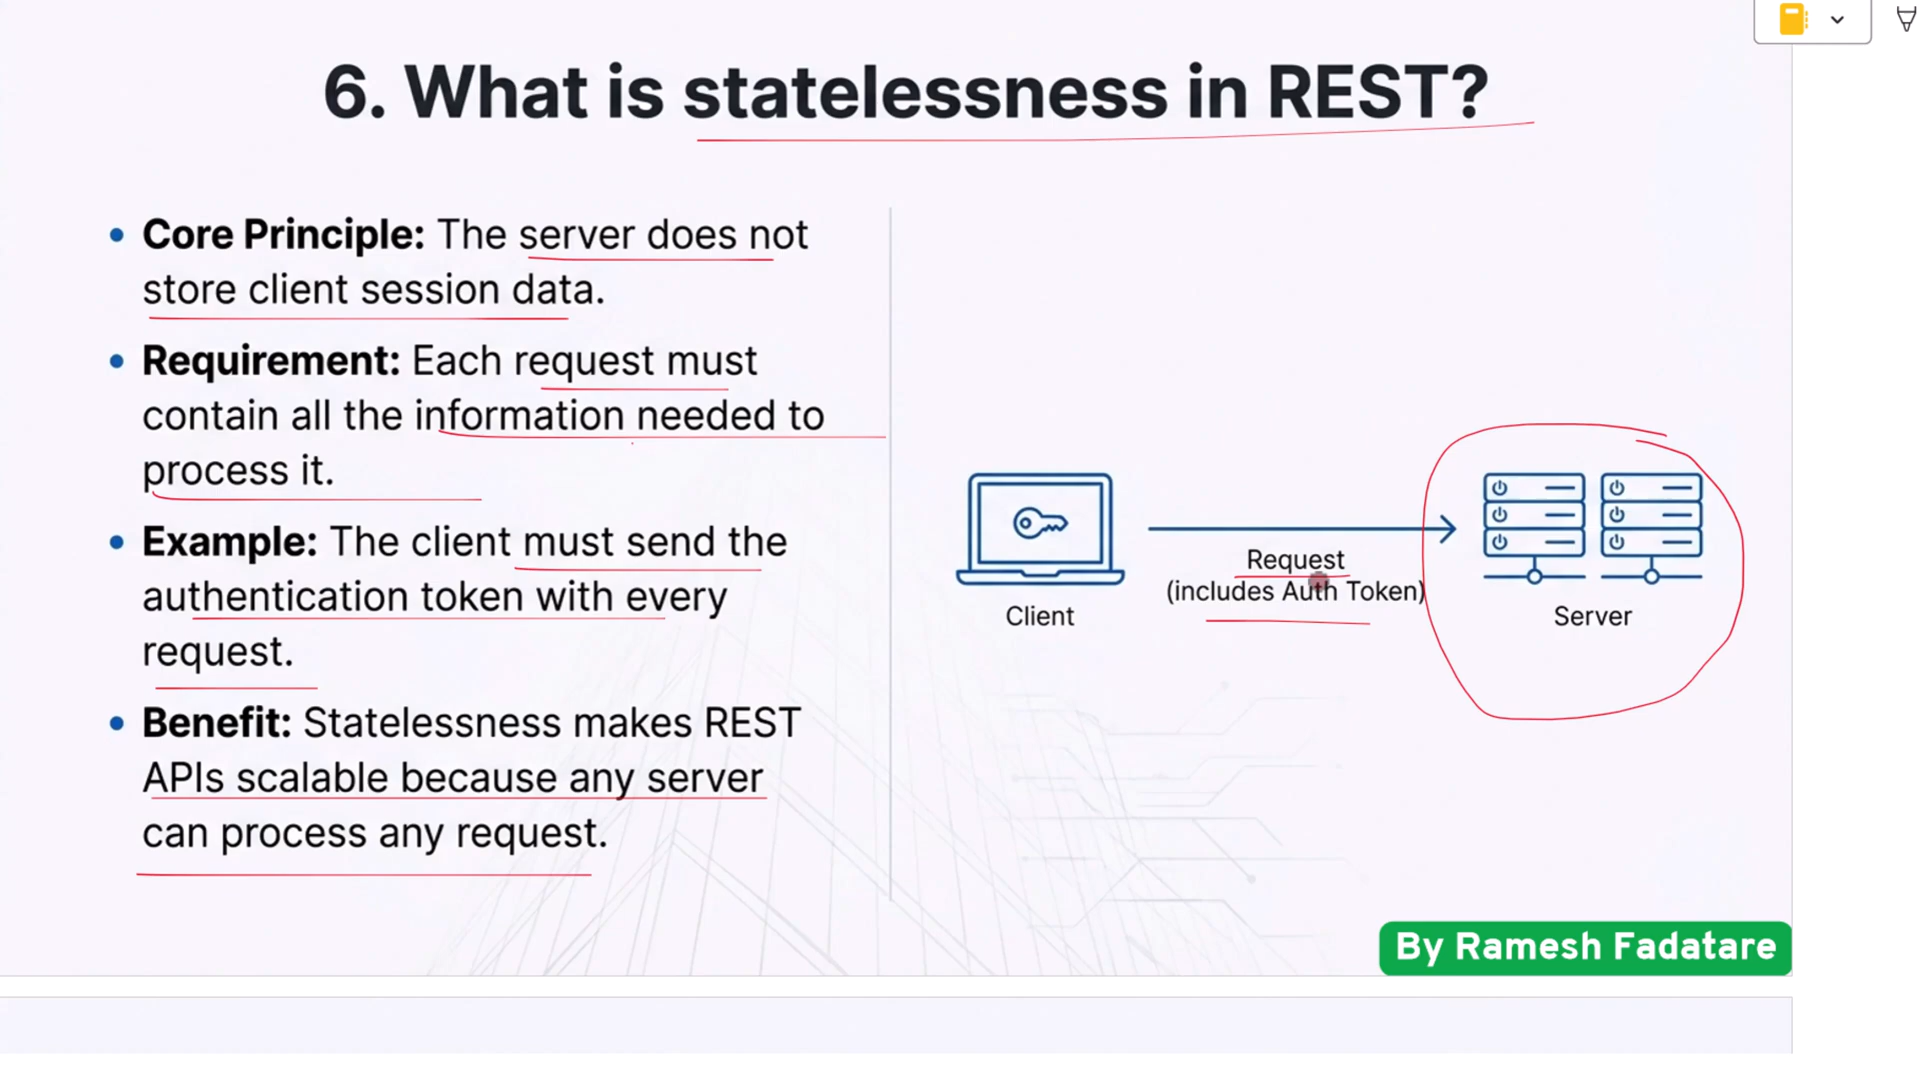 6. What is statelessness in REST?
• Core Principle: The server does not
store client session data.
• Requirement: Each request must
contain all the information needed to
process it.
• Example: The client must send the
authentication token with every
request.
• Benefit: Statelessness makes REST
APIs scalable because any server
can process any request.
Request
(includes Auth Token)
Client
Server
By Ramesh Fadatare